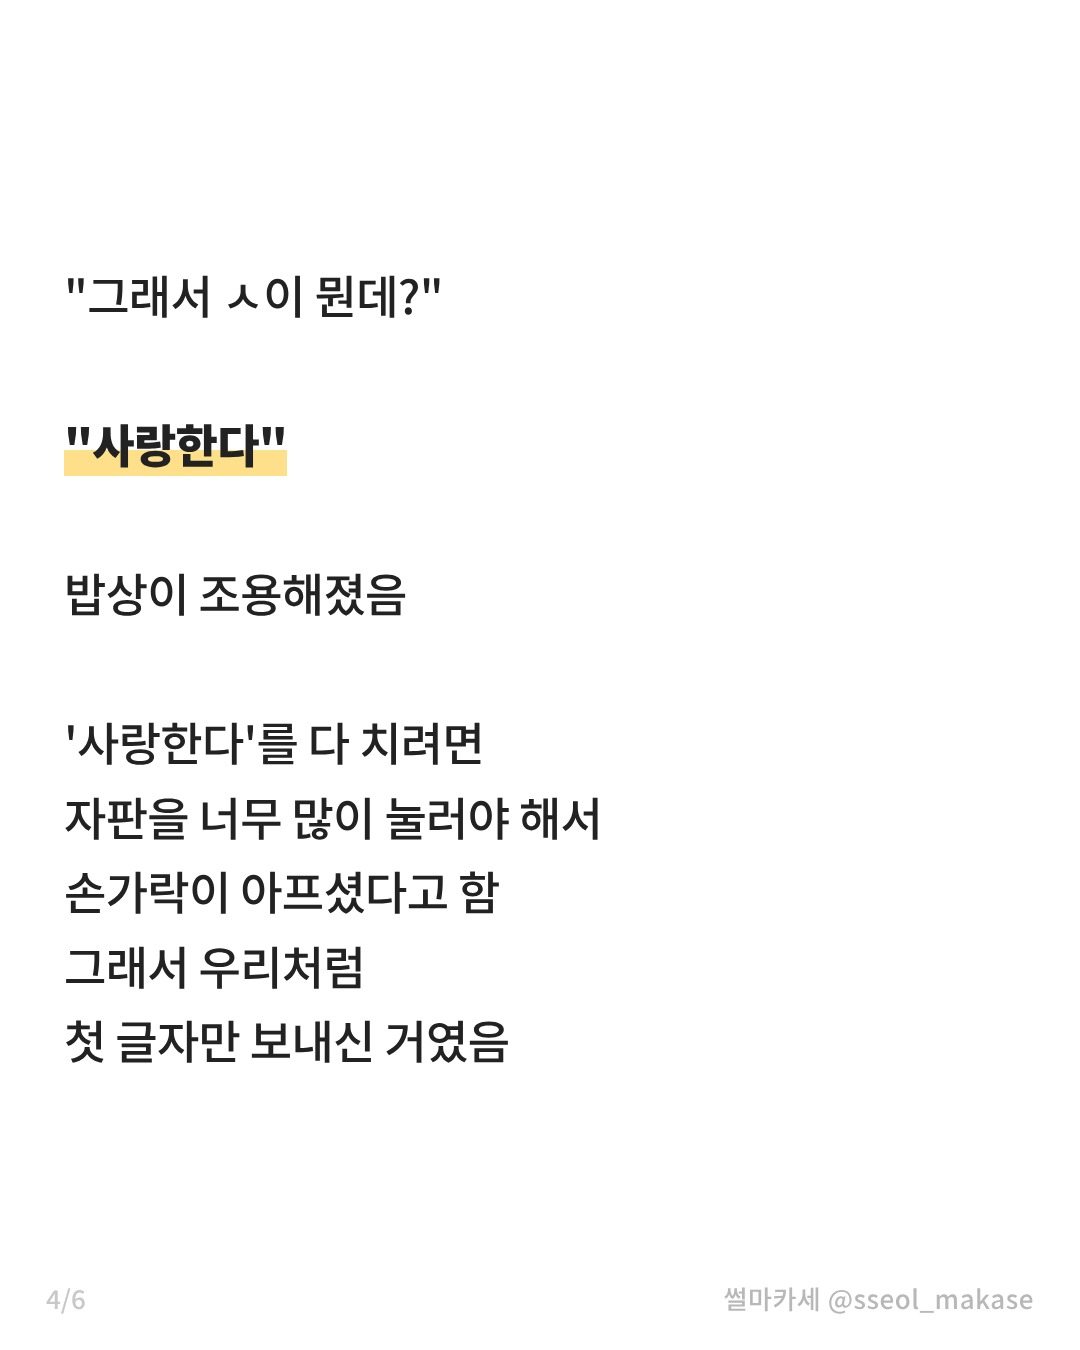 "그래서 ㅅ이 뭔데?"
"사랑한다"
밥상이 조용해졌음
'사랑한다'를 다 치려면
자판을 너무 많이 눌러야 해서
손가락이 아프셨다고 함
그래서 우리처럼
첫 글자만 보내신 거였음
4/6
썰마카세 @sseol_makase